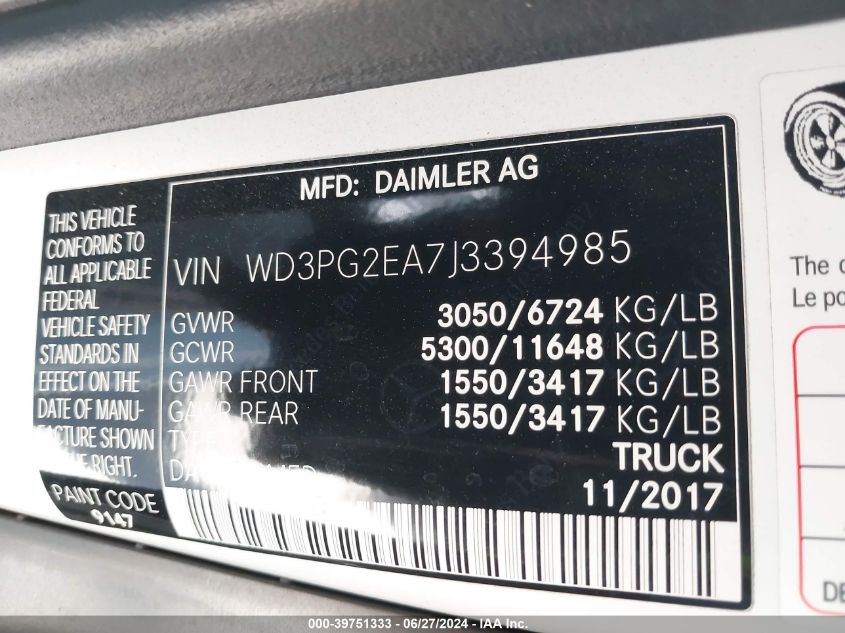 MFD: DAIMLER AG
THIS VEHICLE
CONFORMS TO
ALL APPLICABLE
FEDERAL
VEHICLE SAFETY
STANDARDS IN
EFFECT ON THE
DATE OF MANU-
FACTURE SHOWN
RIGHT.
PAINT CODE
9147
VIN WD3PG2EA7J3394985
GVWR 3050/6724 KG/LB
GCWR 5300/11648 KG/LB
GAWR FRONT 1550/3417 KG/LB
GAWR REAR 1550/3417 KG/LB
TYPE TRUCK
11/2017
The
Le
000-39751333 - 06/27/2024 - IAA Inc.